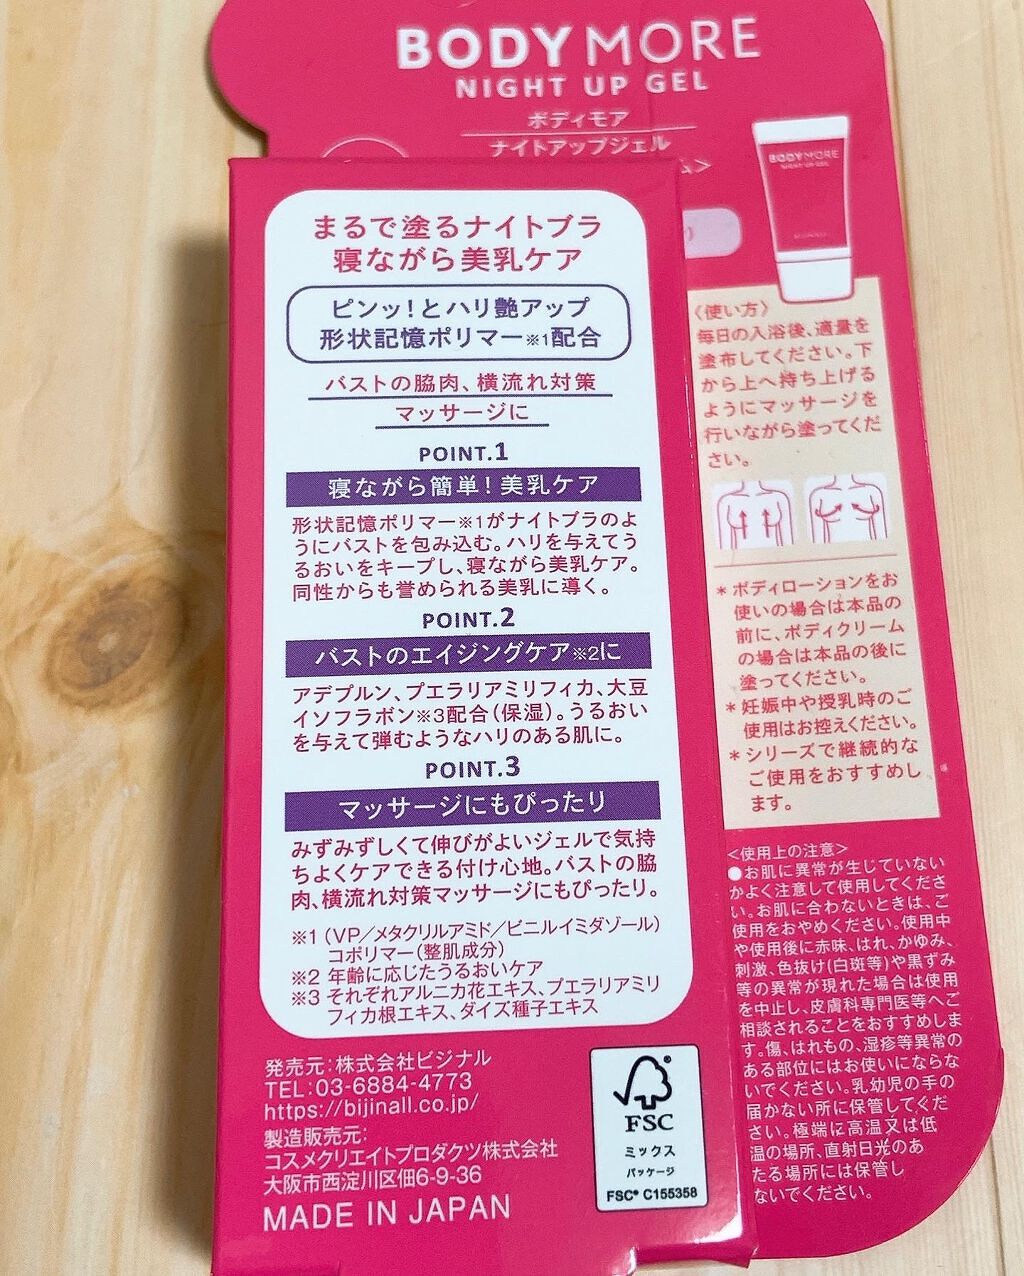 BODY MORE
NIGHT UP GEL
ボディモア
ナイトアップジェル
ム>
BODY MORE
NIGHT UP GEL
まるで塗るナイトブラ
寝ながら美乳ケア
ピンッ!とハリ艶アップ
形状記憶ポリマー※1配合
バストの脇肉、横流れ対策
マッサージに
POINT.1
寝ながら簡単!美乳ケア
形状記憶ポリマー※1がナイトブラのよ
うにバストを包み込む。ハリを与えてう
るおいをキープし、寝ながら美乳ケア。
同性からも誉められる美乳に導く。
POINT.2
バストのエイジングケア※2に
アデプルン、プエラリアミリフィカ、大豆
イソフラボン※3配合(保湿)。うるおい
を与えて弾むようなハリのある肌に。
POINT.3
マッサージにもぴったり
みずみずしくて伸びがよいジェルで気持
ちよくケアできる付け心地。バストの脇
肉、横流れ対策マッサージにもぴったり。
※1 (VP/メタクリルアミド/ビニルイミダゾール)
コポリマー(整肌成分)
※2 年齢に応じたうるおいケア
※3 それぞれアルニカ花エキス、プエラリアミリ
フィカ根エキス、ダイズ種子エキス
発売元:株式会社ビジナル
TEL:03-6884-4773
https://bijinall.co.jp/
製造販売元:
コスメクリエイトプロダクツ株式会社
大阪市西淀川区佃6-9-36
MADE IN JAPAN
FSC
ミックス
パッケージ
FSC® C155358
〈使い方〉
毎日の入浴後、適量を
塗布してください。下
から上へ持ち上げる
ようにマッサージを
行いながら塗ってくだ
さい。
*ボディローションをお
使いの場合は本品の
前に、ボディクリーム
の場合は本品の後に
塗ってください。
*妊娠中や授乳時のご
使用はお控えください。
*シリーズで継続的な
ご使用をおすすめし
ます。
<使用上の注意>
●お肌に異常が生じていない
かよく注意して使用してくださ
い。お肌に合わないときは、ご
使用をおやめください。使用中
や使用後に赤味、はれ、かゆみ、
刺激、色抜け(白斑等)や黒ずみ
等の異常が現れた場合は使用
を中止し、皮膚科専門医等へご
相談されることをおすすめしま
す。傷、はれもの、湿疹等異常の
ある部位にはお使いにならな
いでください。乳幼児の手の
届かない所に保管してくだ
さい。極端に高温又は低
温の場所、直射日光のあ
たる場所には保管し
ないでください。